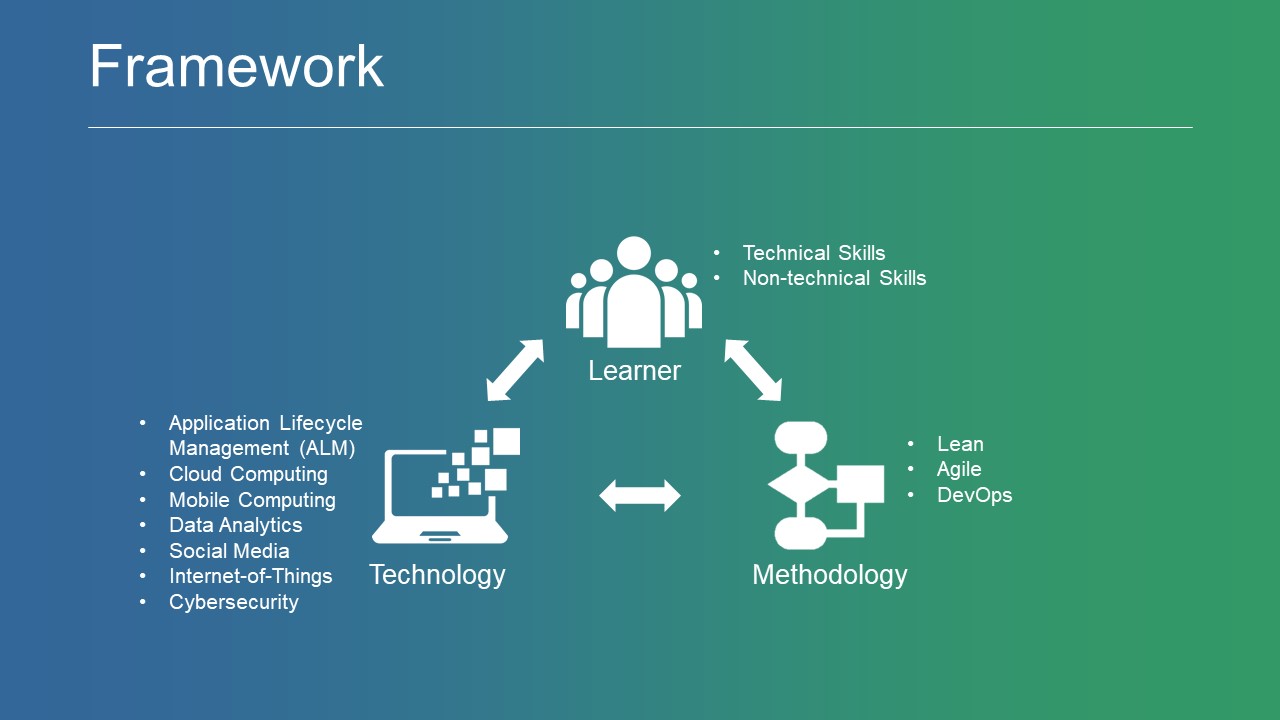 Framework
• Technical Skills
• Non-technical Skills
Learner
• Application Lifecycle
Management (ALM)
• Cloud Computing
• Mobile Computing
• Data Analytics
• Social Media
• Internet-of-Things
• Cybersecurity
Technology
• Lean
• Agile
• DevOps
Methodology